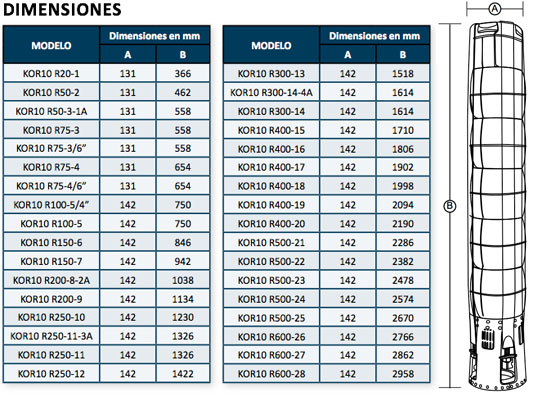 DIMENSIONES
MODELO Dimensiones en mm
A B
KOR10 R20-1 131 366
KOR10 R50-2 131 462
KOR10 R50-3-1A 131 558
KOR10 R75-3 131 558
KOR10 R75-3/6” 131 558
KOR10 R75-4 131 654
KOR10 R75-4/6” 131 654
KOR10 R100-5/4” 142 750
KOR10 R100-5 142 750
KOR10 R150-6 142 846
KOR10 R150-7 142 942
KOR10 R200-8-2A 142 1038
KOR10 R200-9 142 1134
KOR10 R250-10 142 1230
KOR10 R250-11-3A 142 1326
KOR10 R250-11 142 1326
KOR10 R250-12 142 1422
MODELO Dimensiones en mm
A B
KOR10 R300-13 142 1518
KOR10 R300-14-4A 142 1614
KOR10 R300-14 142 1614
KOR10 R400-15 142 1710
KOR10 R400-16 142 1806
KOR10 R400-17 142 1902
KOR10 R400-18 142 1998
KOR10 R400-19 142 2094
KOR10 R400-20 142 2190
KOR10 R500-21 142 2286
KOR10 R500-22 142 2382
KOR10 R500-23 142 2478
KOR10 R500-24 142 2574
KOR10 R500-25 142 2670
KOR10 R600-26 142 2766
KOR10 R600-27 142 2862
KOR10 R600-28 142 2958
A
B